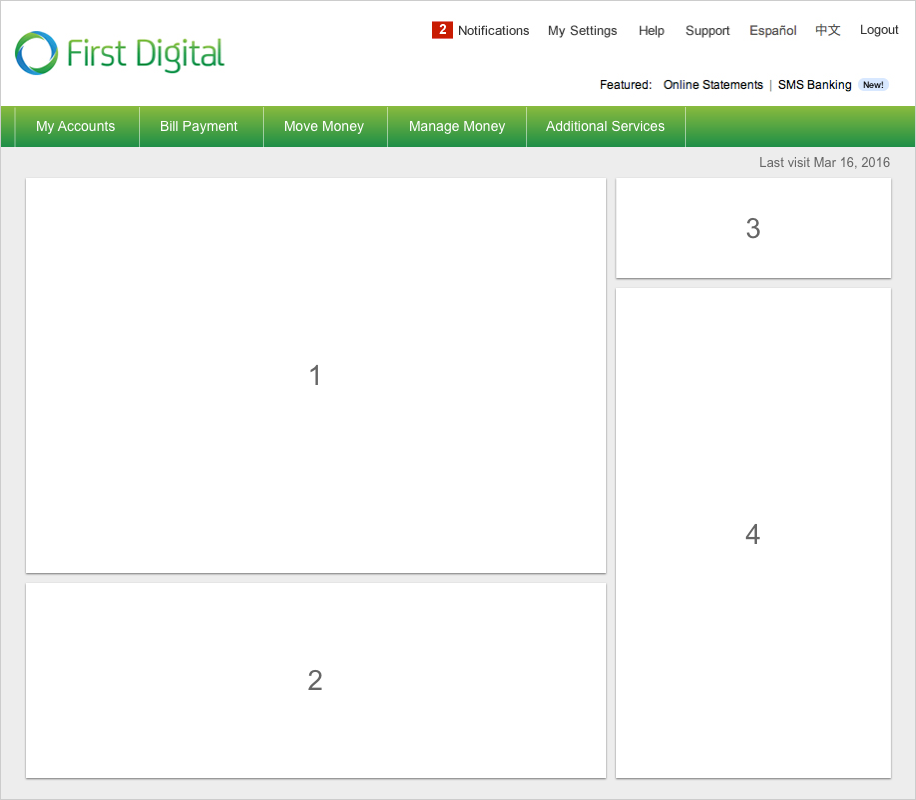 2 Notifications My Settings Help Support Español 中文 Logout
First Digital
Featured: Online Statements | SMS Banking New!
My Accounts Bill Payment Move Money Manage Money Additional Services
Last visit Mar 16, 2016
1
2
3
4